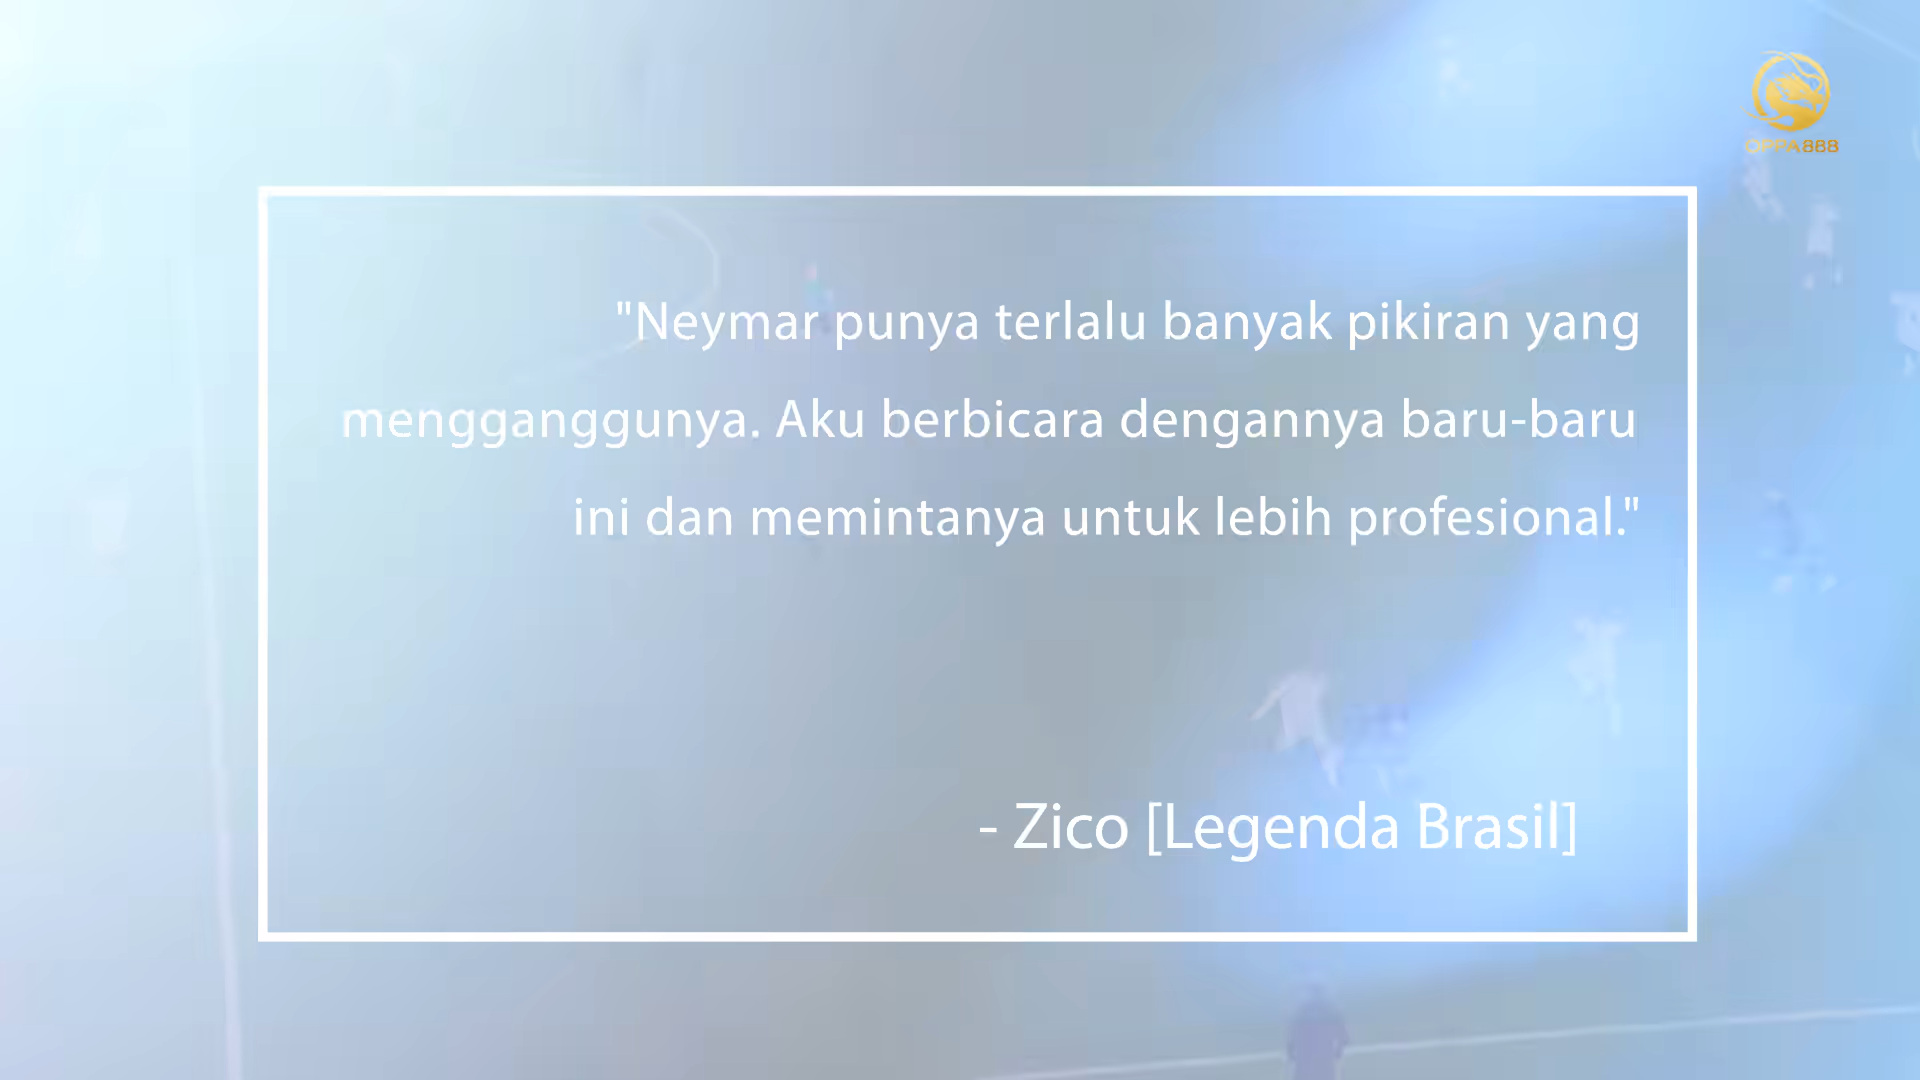 OPPA888
"Neymar punya terlalu banyak pikiran yang
mengganggunya. Aku berbicara dengannya baru-baru
ini dan memintanya untuk lebih profesional."
- Zico [Legenda Brasil]